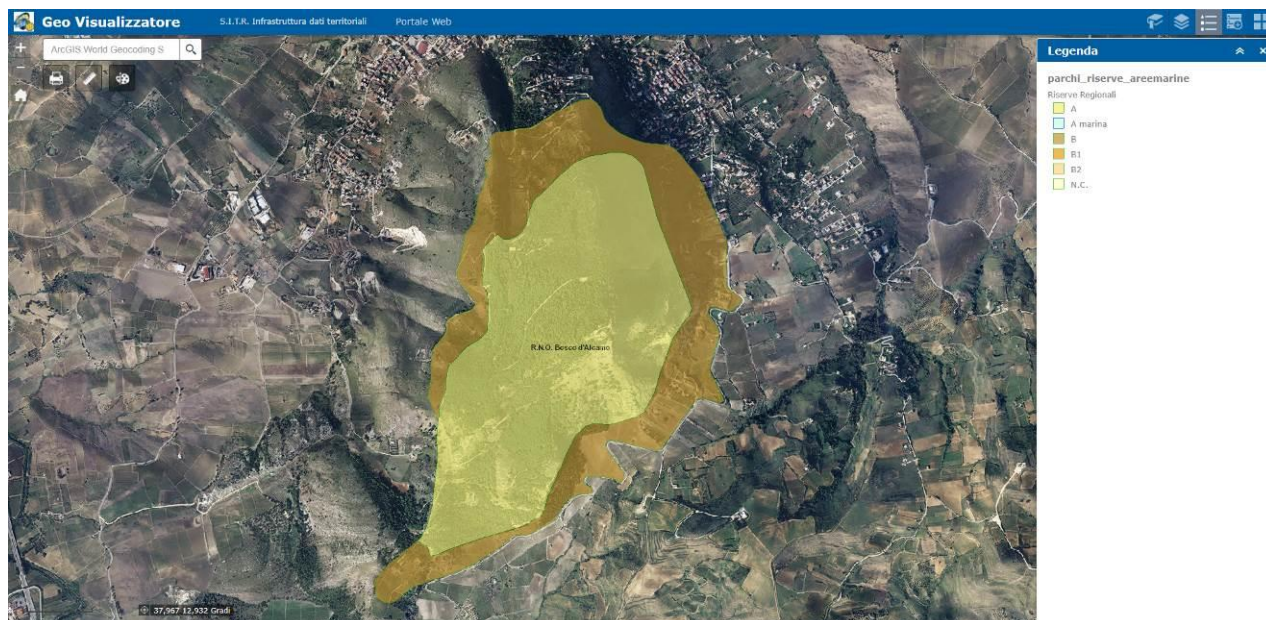 Geo Visualizzatore
S.I.T.R. Infrastruttura dati territoriali
Portale Web
ArcGIS World Geocoding S
Legenda
parchi_riserve_areemarine
Riserve Regionali
A
A marina
B
B1
B2
N.C.
R.N.O. Bosco d'Alcamo
37,967 12,932 Gradi